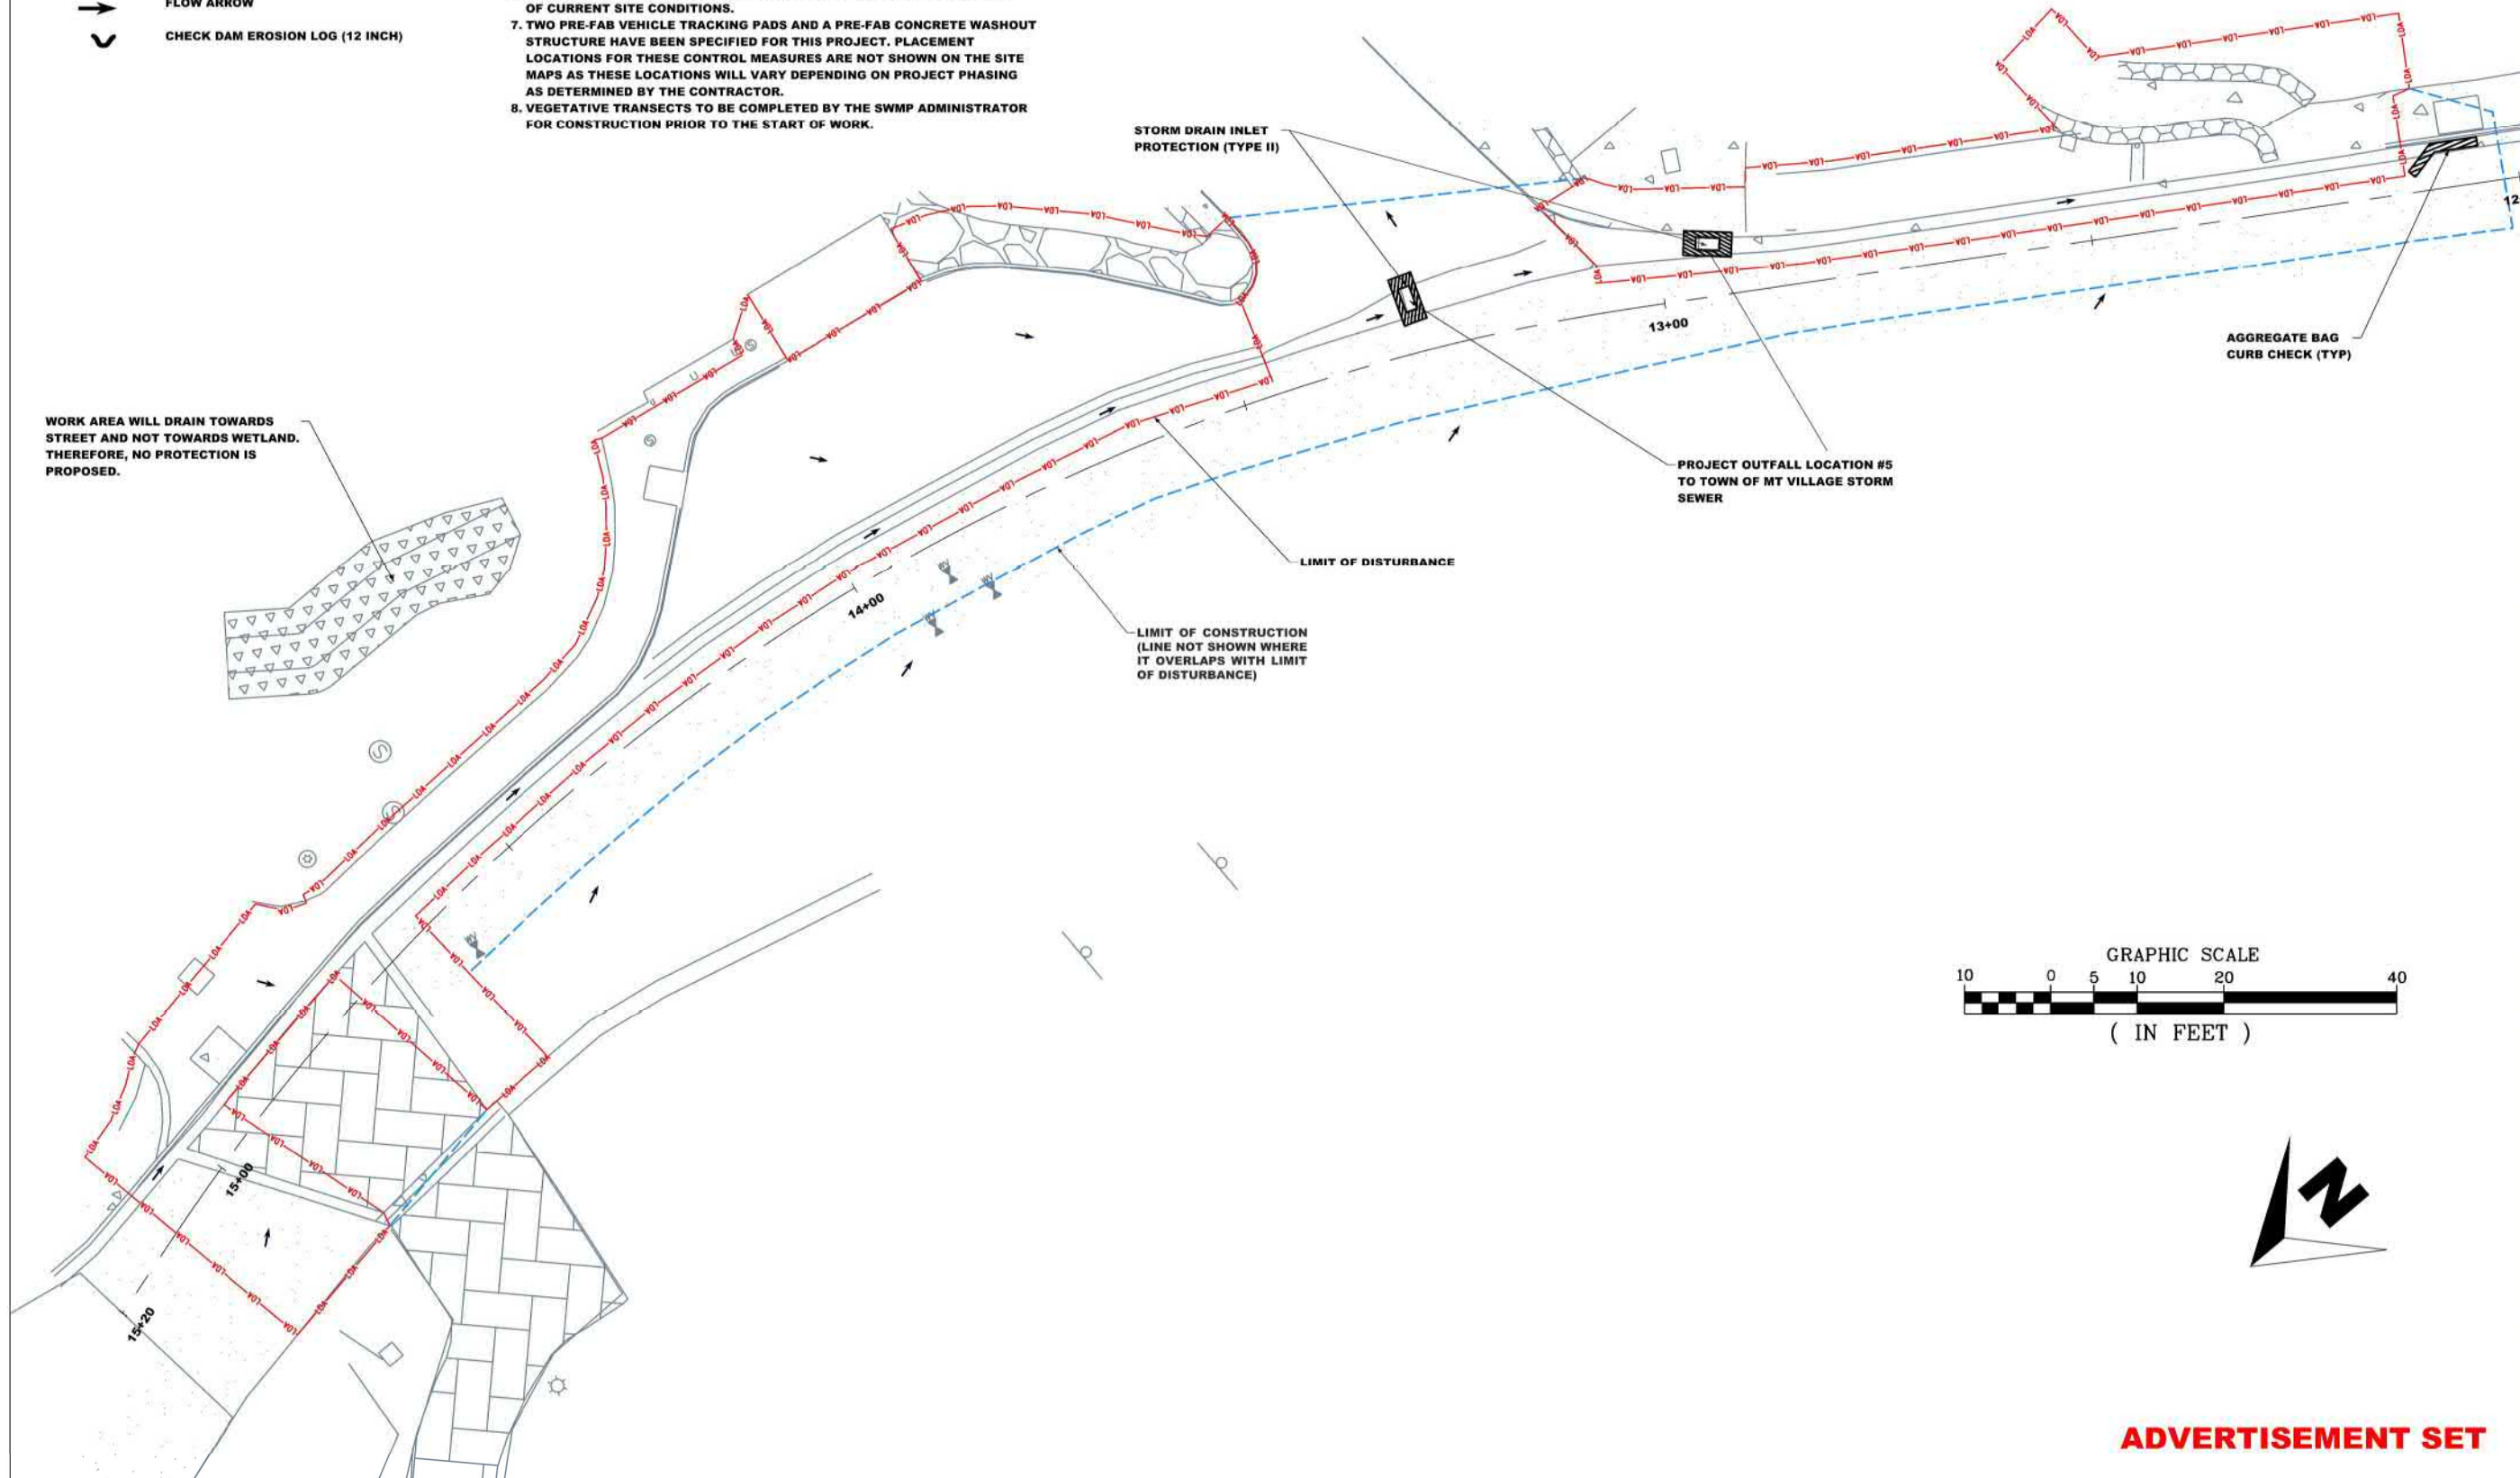 FLOW ARROW
CHECK DAM EROSION LOG (12 INCH)
OF CURRENT SITE CONDITIONS.
7. TWO PRE-FAB VEHICLE TRACKING PADS AND A PRE-FAB CONCRETE WASHOUT
STRUCTURE HAVE BEEN SPECIFIED FOR THIS PROJECT. PLACEMENT
LOCATIONS FOR THESE CONTROL MEASURES ARE NOT SHOWN ON THE SITE
MAPS AS THESE LOCATIONS WILL VARY DEPENDING ON PROJECT PHASING
AS DETERMINED BY THE CONTRACTOR.
8. VEGETATIVE TRANSECTS TO BE COMPLETED BY THE SWMP ADMINISTRATOR
FOR CONSTRUCTION PRIOR TO THE START OF WORK.
STORM DRAIN INLET
PROTECTION (TYPE II)
12
13+00
AGGREGATE BAG
CURB CHECK (TYP)
WORK AREA WILL DRAIN TOWARDS
STREET AND NOT TOWARDS WETLAND.
THEREFORE, NO PROTECTION IS
PROPOSED.
PROJECT OUTFALL LOCATION #5
TO TOWN OF MT VILLAGE STORM
SEWER
LIMIT OF DISTURBANCE
14+00
LIMIT OF CONSTRUCTION
(LINE NOT SHOWN WHERE
IT OVERLAPS WITH LIMIT
OF DISTURBANCE)
LDA
GRAPHIC SCALE
10 0 5 10 20 40
( IN FEET )
15+00
15+20
N
ADVERTISEMENT SET